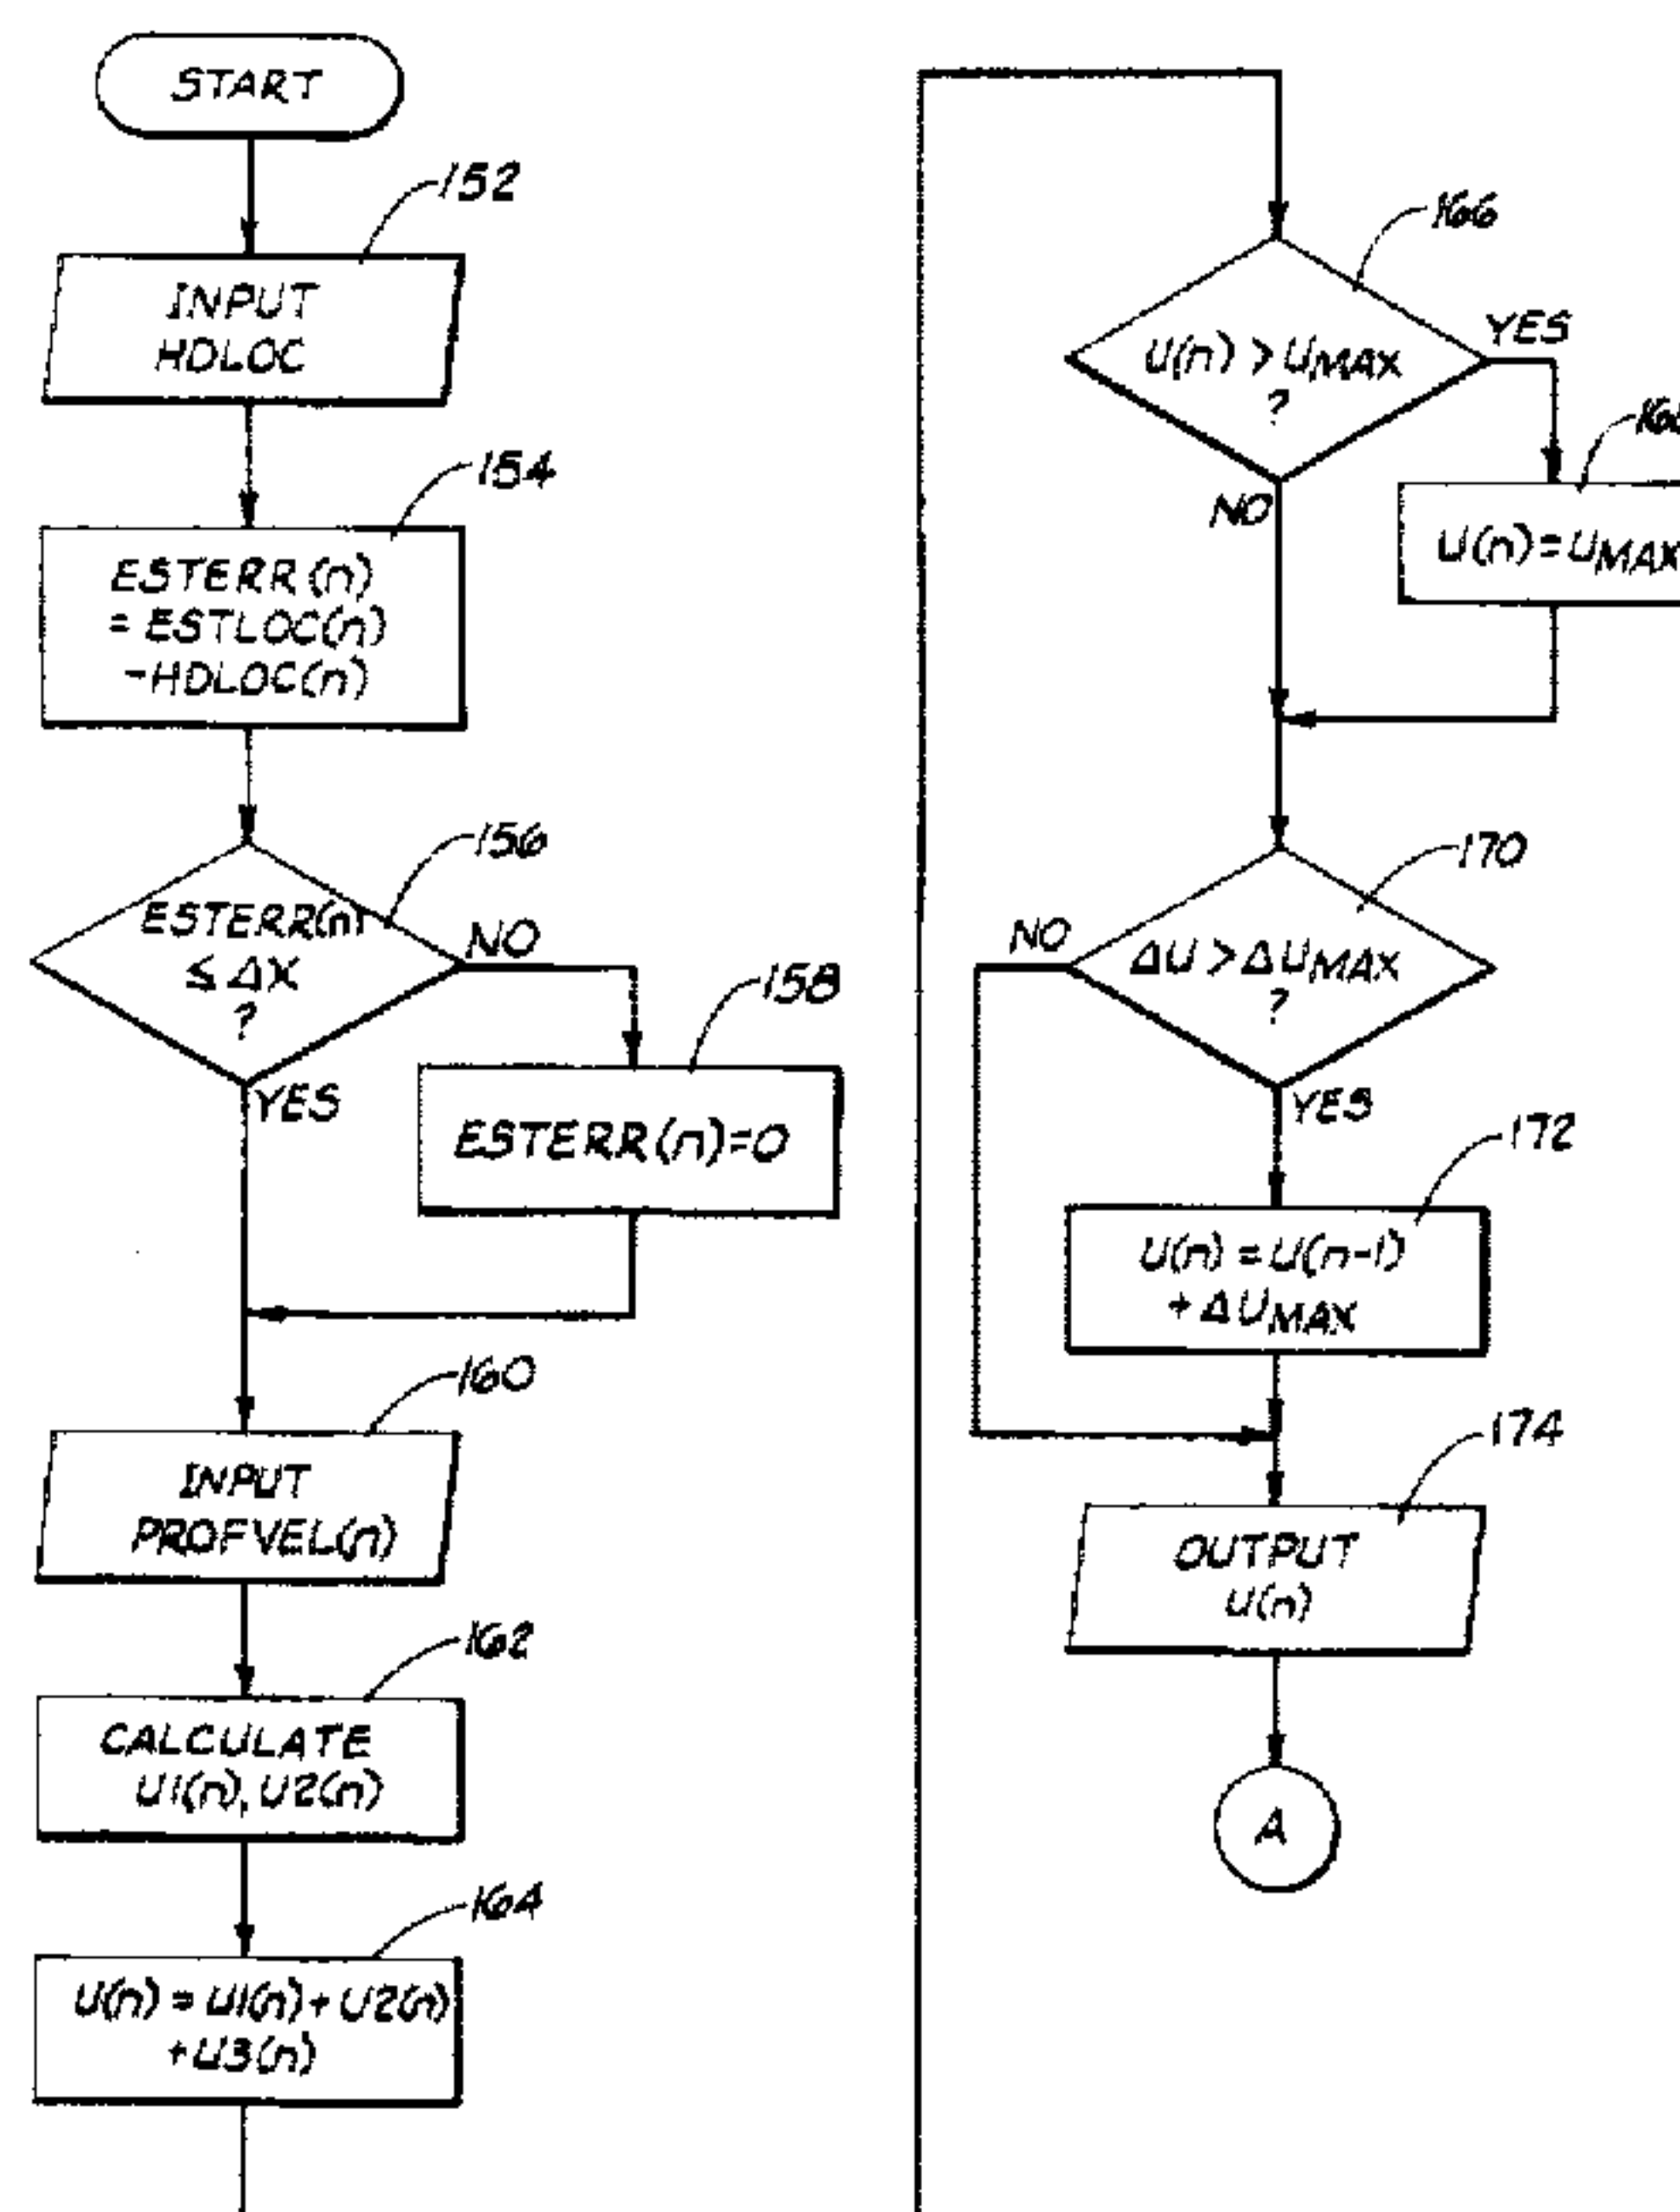 START
152
INPUT
HDLOC
154
ESTERR(n)
= ESTLOC(n)
-HDLOC(n)
156
ESTERR(n)
≤ ΔX
?
NO
YES
158
ESTERR(n)=0
160
INPUT
PROFVEL(n)
162
CALCULATE
U1(n), U2(n)
164
U(n) = U1(n) + U2(n)
+U3(n)
166
U(n) > UMAX
?
YES
NO
U(n)=UMAX
170
ΔU > ΔUMAX
?
NO
YES
172
U(n) = U(n-1)
+ ΔUMAX
174
OUTPUT
U(n)
A